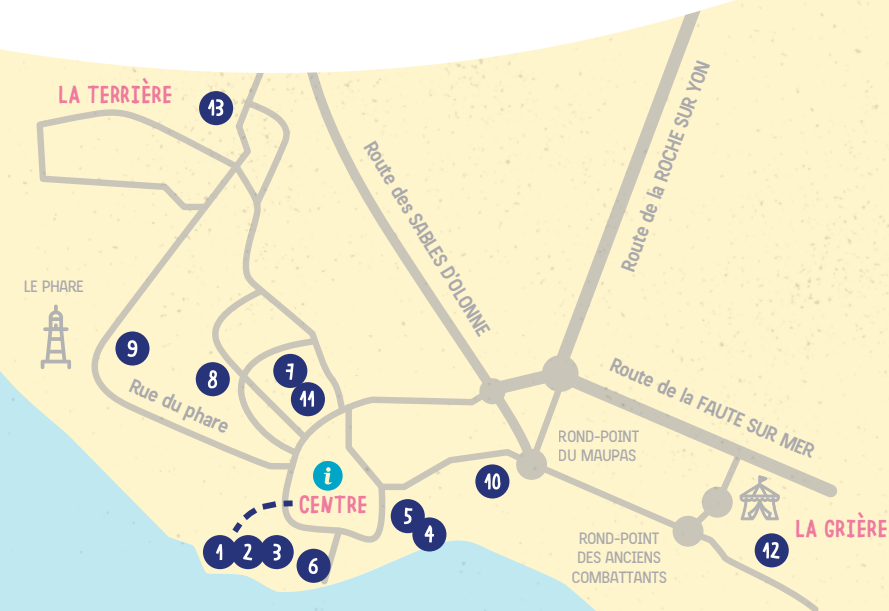 LA TERRIÈRE
13
Route des SABLES D'OLONNE
Route de la ROCHE SUR YON
LE PHARE
9
8
7
11
Rue du phare
Route de la FAUTE SUR MER
ROND-POINT
DU MAUPAS
i
CENTRE
10
5
4
1
2
3
6
ROND-POINT
DES ANCIENS
COMBATTANTS
LA GRIÈRE
12